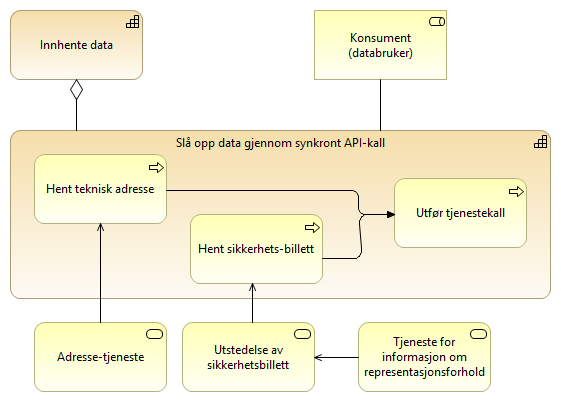 Innhente data
Konsument
(databruker)
Slå opp data gjennom synkront API-kall
Hent teknisk adresse
Utfør tjenestekall
Hent sikkerhets-billett
Adresse-tjeneste
Utstedelse av
sikkerhetsbillett
Tjeneste for
informasjon om
representasjonsforhold